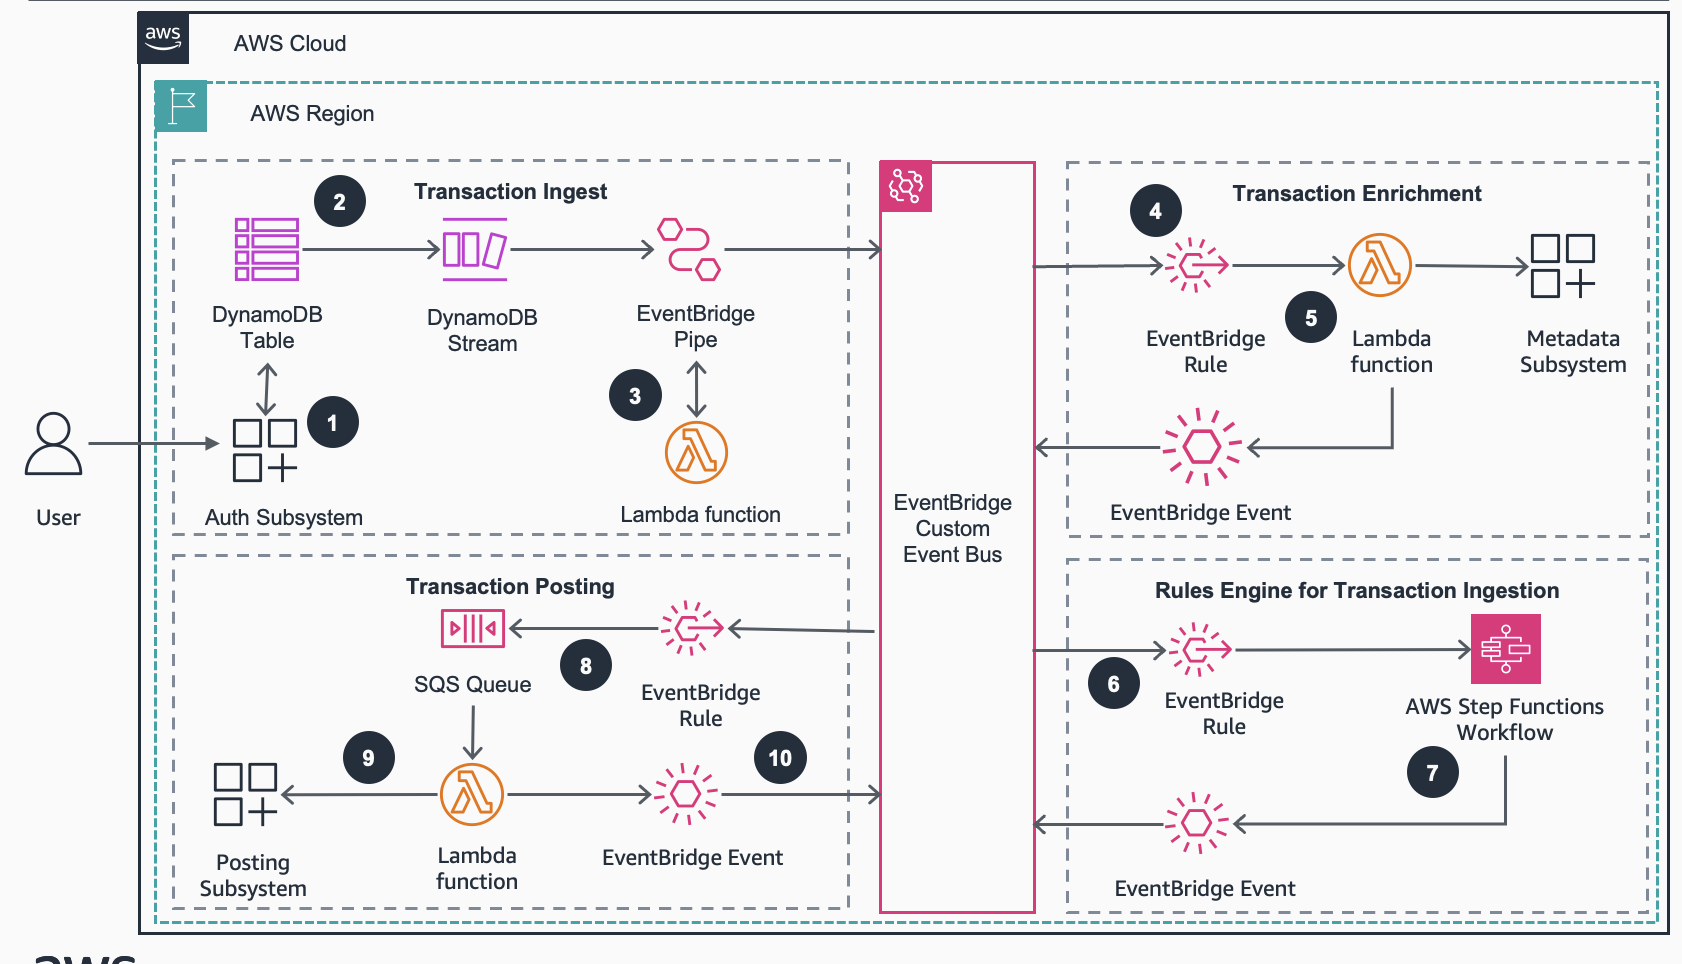 aws
AWS Cloud
AWS Region
Transaction Ingest
2
DynamoDB
Table
DynamoDB
Stream
EventBridge
Pipe
1
3
User
Auth Subsystem
Lambda function
EventBridge
Custom
Event Bus
Transaction Enrichment
4
5
EventBridge
Rule
Lambda
function
Metadata
Subsystem
EventBridge Event
Transaction Posting
8
SQS Queue
EventBridge
Rule
9
10
Posting
Subsystem
Lambda
function
EventBridge Event
Rules Engine for Transaction Ingestion
6
EventBridge
Rule
AWS Step Functions
Workflow
7
EventBridge Event
aws